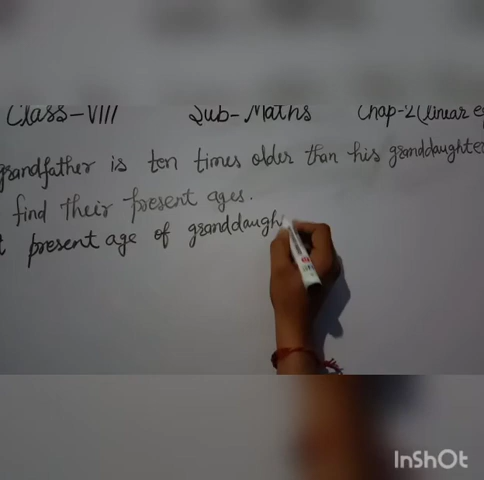 Class-VIII Sub-Maths Chap-2(linear e
grandfather is ten times older than his granddaughte
find their present ages.
present age of granddaugh
InShOt